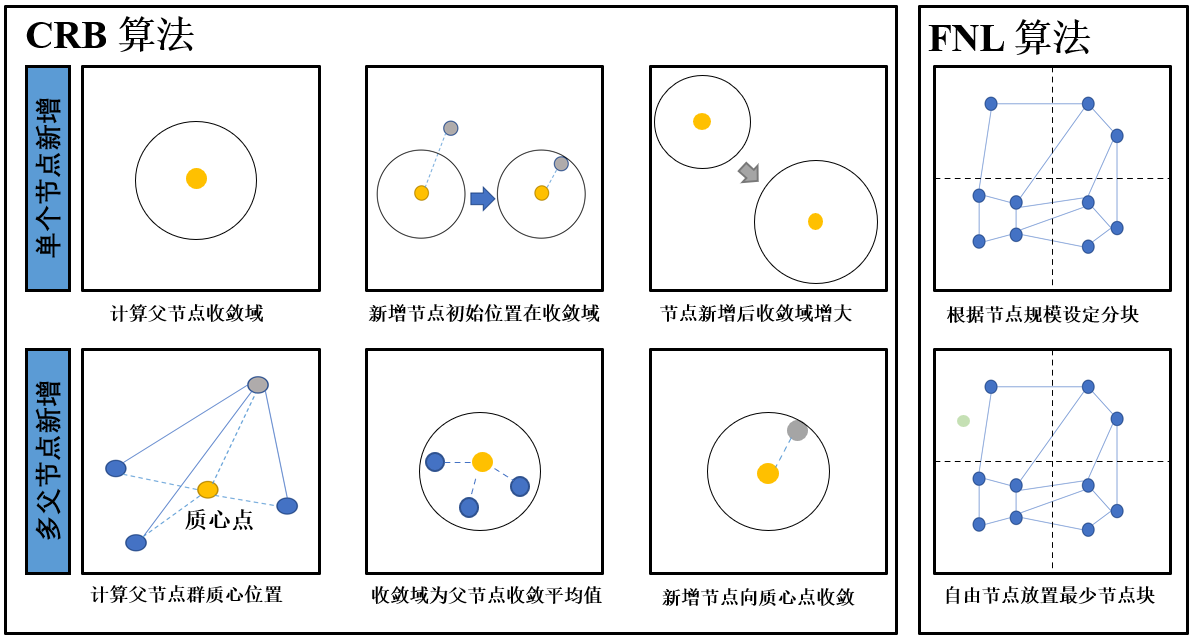 CRB 算法
FNL 算法
单个节点新增
计算父节点收敛域
新增节点初始位置在收敛域
节点新增后收敛域增大
根据节点规模设定分块
多父节点新增
质心点
计算父节点群质心位置
收敛域为父节点收敛平均值
新增节点向质心点收敛
自由节点放置最少节点块